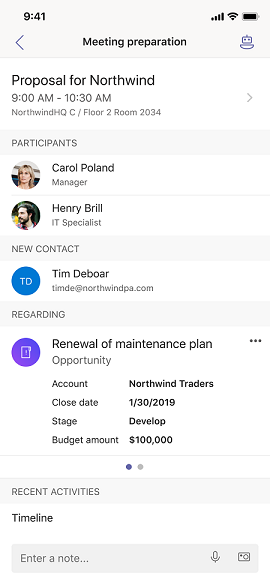 9:41
Meeting preparation
Proposal for Northwind
9:00 AM - 10:30 AM
NorthwindHQ C / Floor 2 Room 2034
PARTICIPANTS
Carol Poland
Manager
Henry Brill
IT Specialist
NEW CONTACT
TD
Tim Deboar
timde@northwindpa.com
REGARDING
Renewal of maintenance plan
Opportunity
Account Northwind Traders
Close date 1/30/2019
Stage Develop
Budget amount $100,000
RECENT ACTIVITIES
Timeline
Enter a note...